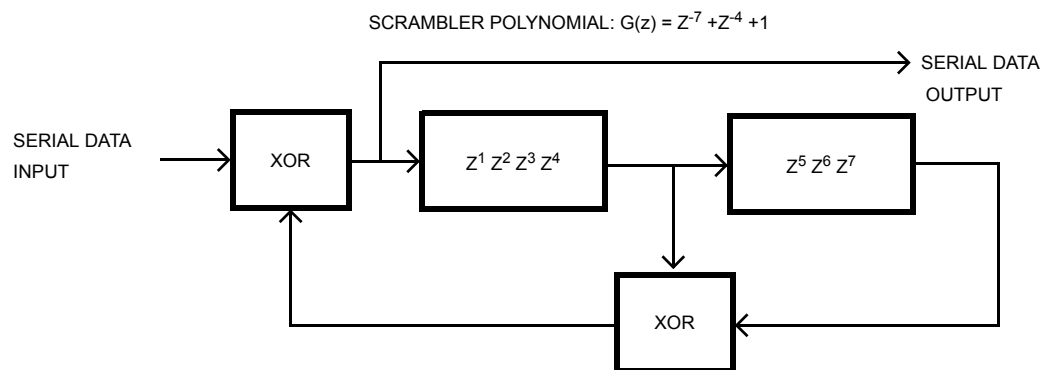 SCRAMBLER POLYNOMIAL: G(z) = Z⁻⁷ +Z⁻⁴ +1
SERIAL DATA
OUTPUT
SERIAL DATA
INPUT
XOR
Z¹ Z² Z³ Z⁴
Z⁵ Z⁶ Z⁷
XOR